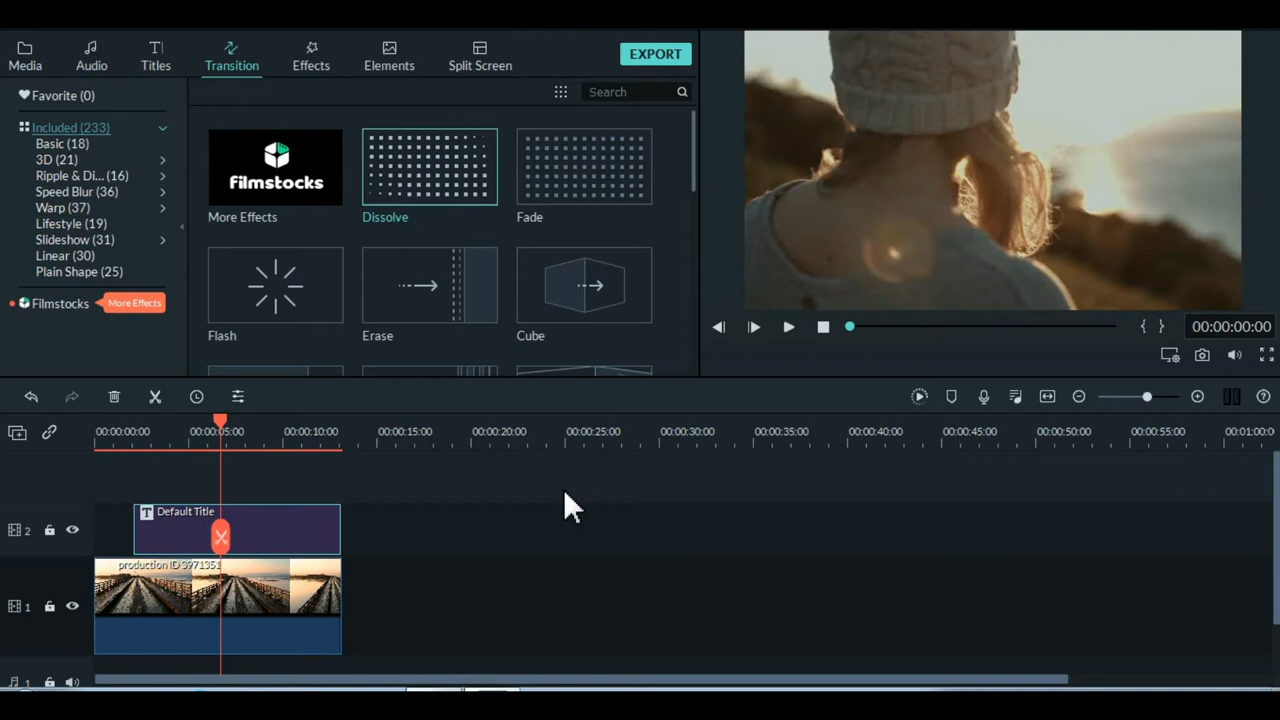 Media
Audio
Titles
Transition
Effects
Elements
Split Screen
EXPORT
Favorite (0)
Included (233)
Basic (18)
3D (21)
Ripple & Di... (16)
Speed Blur (36)
Warp (37)
Lifestyle (19)
Slideshow (31)
Linear (30)
Plain Shape (25)
Filmstocks
More Effects
Search
filmstocks
More Effects
Dissolve
Fade
Flash
Erase
Cube
00:00:00:00
00:00:00:00
00:00:05:00
00:00:10:00
00:00:15:00
00:00:20:00
00:00:25:00
00:00:30:00
00:00:35:00
00:00:40:00
00:00:45:00
00:00:50:00
00:00:55:00
00:01:00:0
2
T Default Title
production ID 3971351
1
1